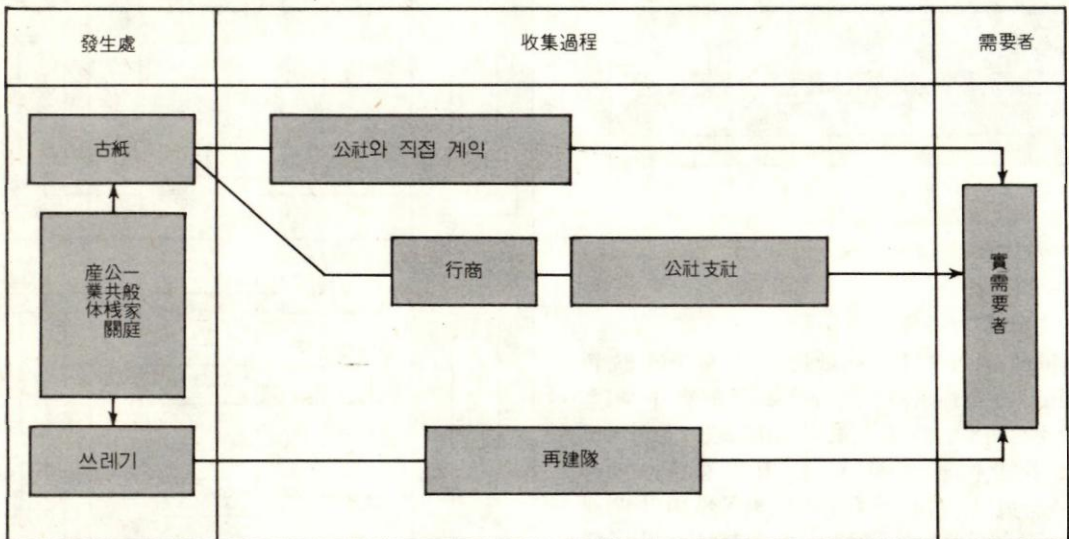 發生處
收集過程
需要者
古紙
公社와 직접 계익
一般家庭
公共栈關
産業体
行商
公社支社
實需要者
쓰레기
再建隊